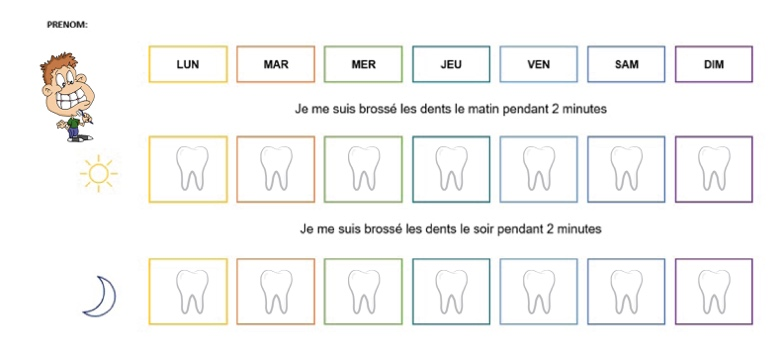 PRENOM:
LUN MAR MER JEU VEN SAM DIM
Je me suis brossé les dents le matin pendant 2 minutes
Je me suis brossé les dents le soir pendant 2 minutes